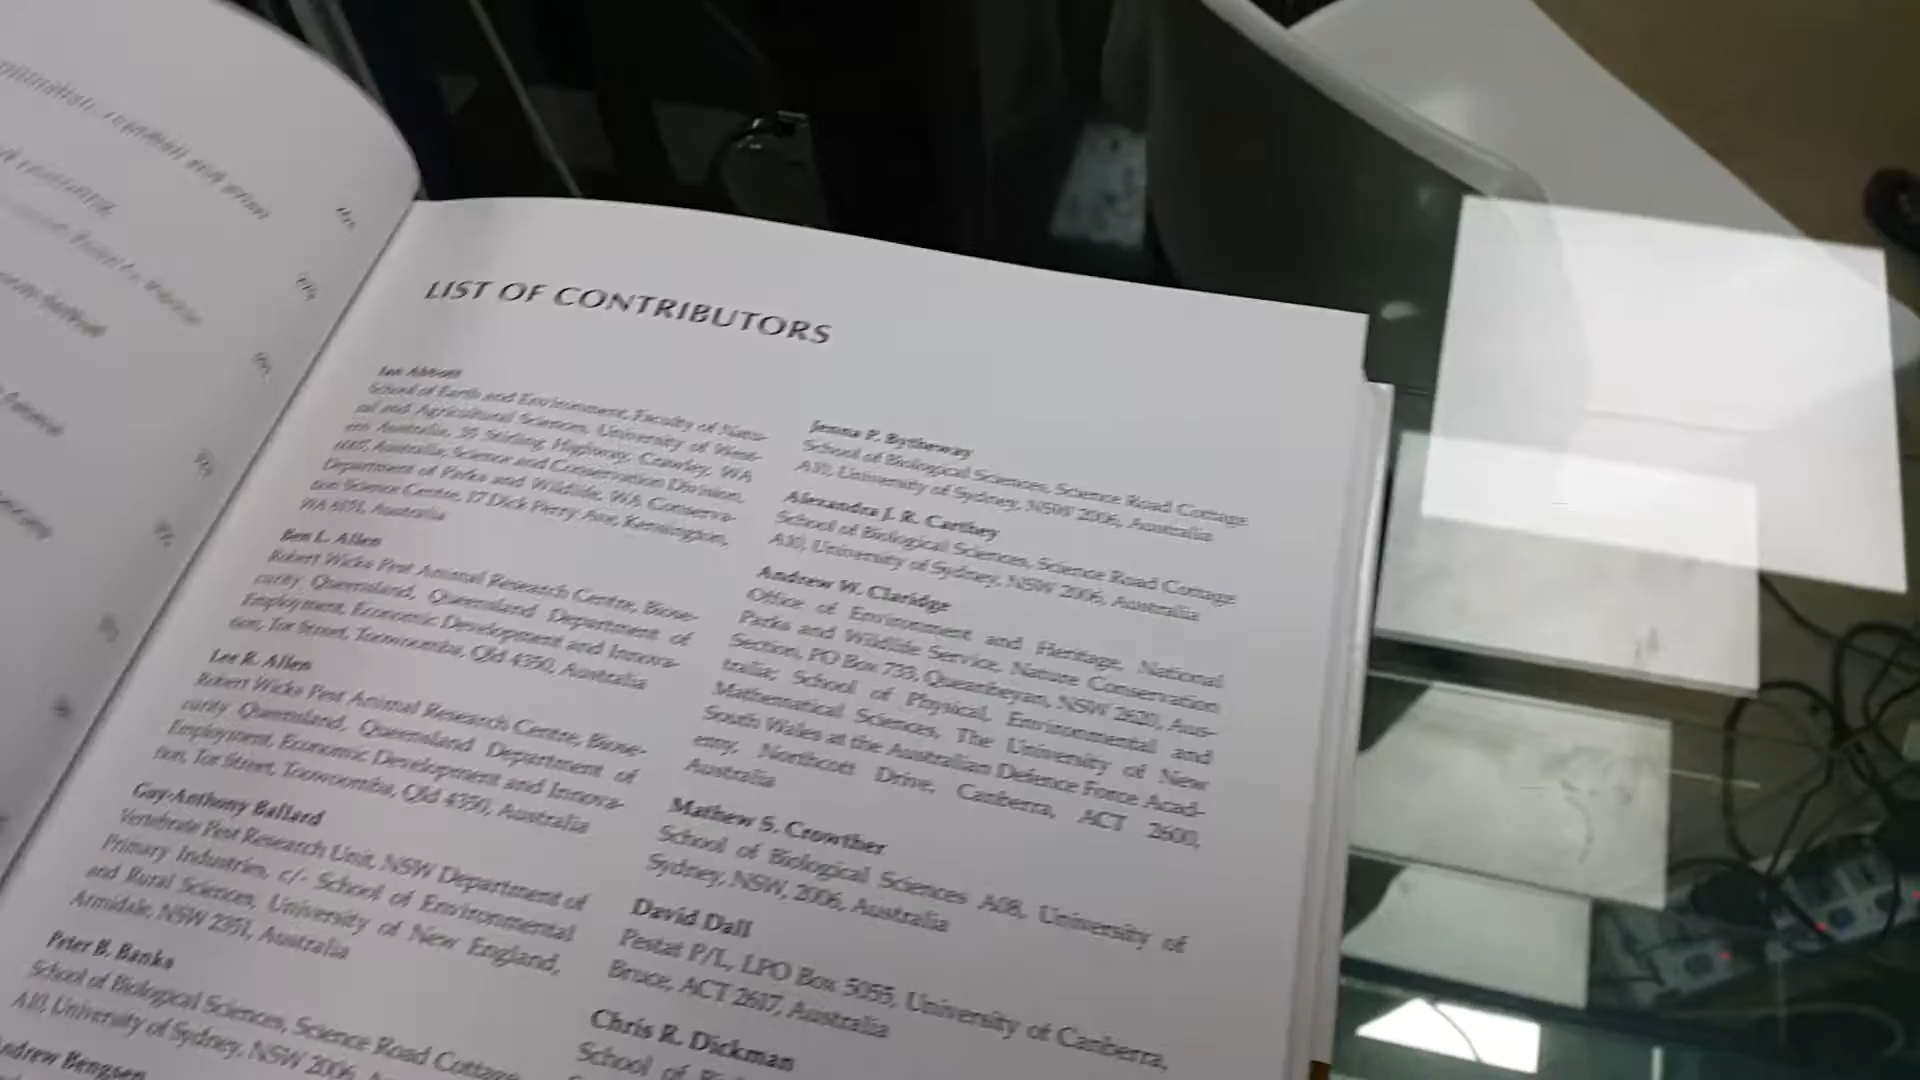 LIST OF CONTRIBUTORS
Ian Abbott
School of Earth and Environment, Faculty of Natu-
ral and Agricultural Sciences, University of West-
ern Australia, 35 Stirling, Highway, Crawley, WA
6007, Australia; Science and Conservation Division,
Department of Parks and Wildlife, WA Conserva-
tion Science Centre, 17 Dick Perry Ave, Kensington,
WA 6151, Australia
Ben L. Allen
Robert Wicks Pest Animal Research Centre, Biose-
curity, Queensland, Queensland Department of
Employment, Economic Development and Innova-
tion, Tor Street, Toowoomba, Qld 4350, Australia
Lee R. Allen
Robert Wicks Pest Animal Research Centre, Biose-
curity Queensland, Queensland Department of
Employment, Economic Development and Innova-
tion, Tor Street, Toowoomba, Qld 4350, Australia
Guy-Anthony Ballard
Vertebrate Pest Research Unit, NSW Department of
Primary Industries, c/- School of Environmental
and Rural Sciences, University of New England,
Armidale, NSW 2351, Australia
Peter B. Banks
School of Biological Sciences, Science Road Cottage
A10, University of Sydney, NSW 2006,
Andrew Bengsen
Jenna P. Bytheway
School of Biological Sciences, Science Road Cottage
A10, University of Sydney, NSW 2006, Australia
Alexandra J. R. Carthey
School of Biological Sciences, Science Road Cottage
A10, University of Sydney, NSW 2006, Australia
Andrew W. Claridge
Office of Environment and Heritage, National
Parks and Wildlife Service, Nature Conservation
Section, PO Box 733, Queanbeyan, NSW 2620, Aus-
tralia; School of Physical, Environmental and
Mathematical Sciences, The University of New
South Wales at the Australian Defence Force Acad-
emy, Northcott Drive, Canberra, ACT 2600,
Australia
Mathew S. Crowther
School of Biological Sciences A08, University of
Sydney, NSW, 2006, Australia
David Dall
Pestat P/L, LPO Box 5055, University of Canberra,
Bruce, ACT 2617, Australia
Chris R. Dickman
School of